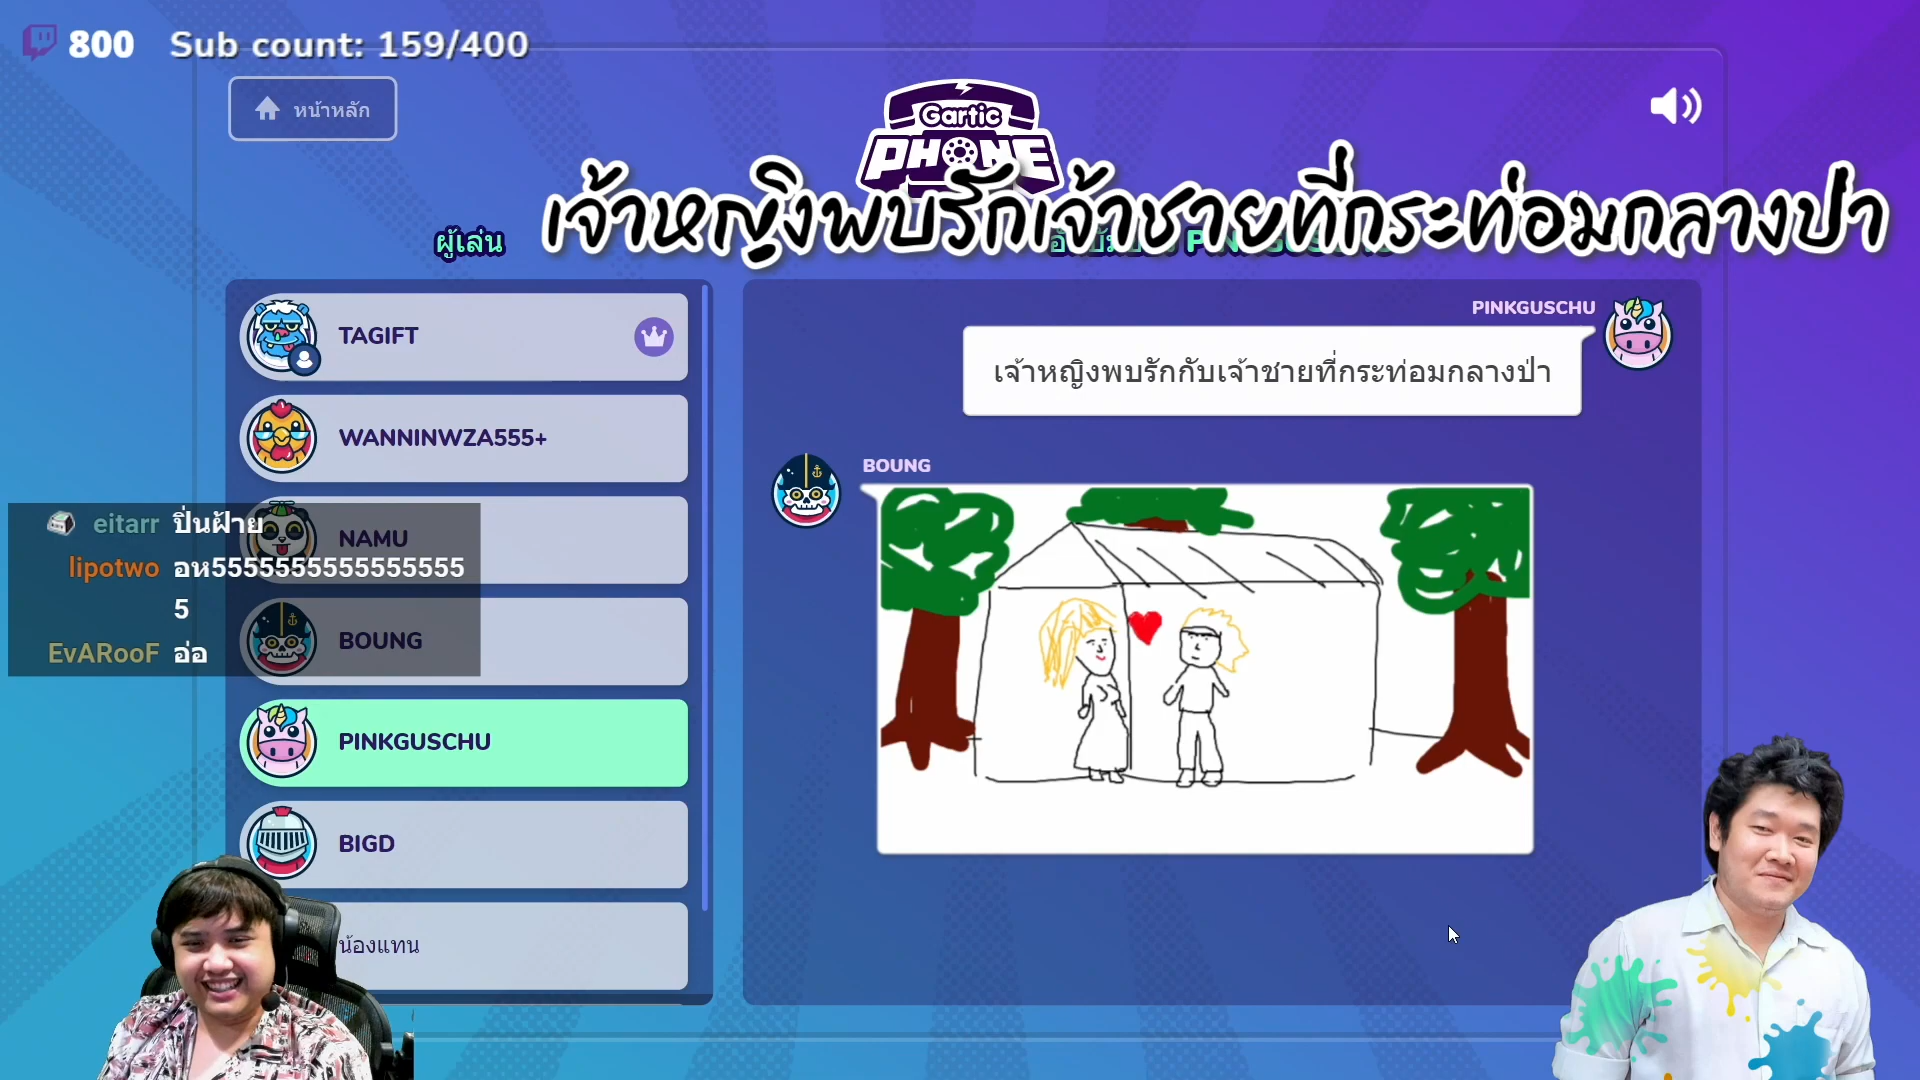 800 Sub count: 159/400
หน้าหลัก
Gartic
PHONE
เจ้าหญิงพบรักเจ้าชายที่กระท่อมกลางป่า
ผู้เล่น
PINKGUSCHU
TAGIFT
เจ้าหญิงพบรักกับเจ้าชายที่กระท่อมกลางป่า
WANNINWZA555+
BOUNG
eitarr ปิ่นฝ้าย
NAMU
lipotwo อห5555555555555555
5
EvARooF อ่อ
BOUNG
PINKGUSCHU
BIGD
น้องแทน